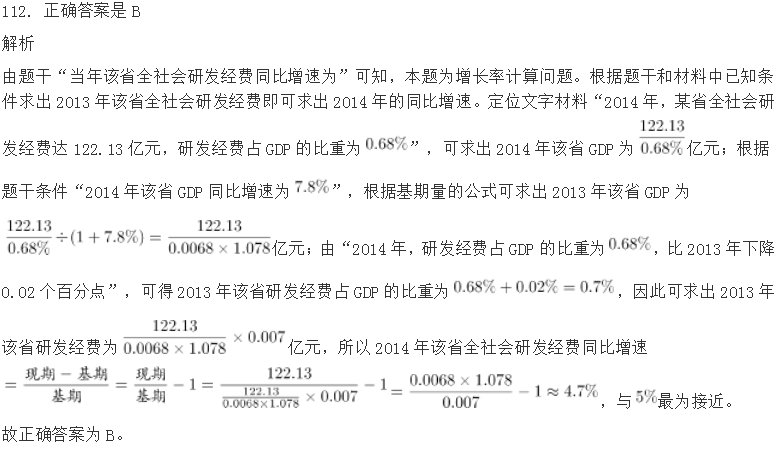 112. 正确答案是 B
解析
由题干“当年该省全社会研发经费同比增速为”可知，本题为增长率计算问题。根据题干和材料中已知条
件求出 2013 年该省全社会研发经费即可求出 2014 年的同比增速。定位文字材料“2014 年，某省全社会研
发经费达 122.13 亿元，研发经费占 GDP 的比重为 0.68%”，可求出 2014 年该省 GDP 为 \frac{122.13}{0.68\%} 亿元；根据
题干条件“2014 年该省 GDP 同比增速为 7.8%”，根据基期量的公式可求出 2013 年该省 GDP 为
\frac{122.13}{0.68\%}÷(1+7.8\%)=\frac{122.13}{0.0068×1.078}亿元；由“2014 年，研发经费占 GDP 的比重为 0.68%，比 2013 年下降
0.02 个百分点”，可得 2013 年该省研发经费占 GDP 的比重为 0.68%+0.02%=0.7%，因此可求出 2013 年
该省研发经费为 \frac{122.13}{0.0068×1.078}×0.007 亿元，所以 2014 年该省全社会研发经费同比增速
=\frac{现期-基期}{基期}=\frac{现期}{基期}-1=\frac{122.13}{\frac{122.13}{0.0068×1.078}×0.007}-1=\frac{0.0068×1.078}{0.007}-1≈4.7\%，与 5%最为接近。
故正确答案为 B。